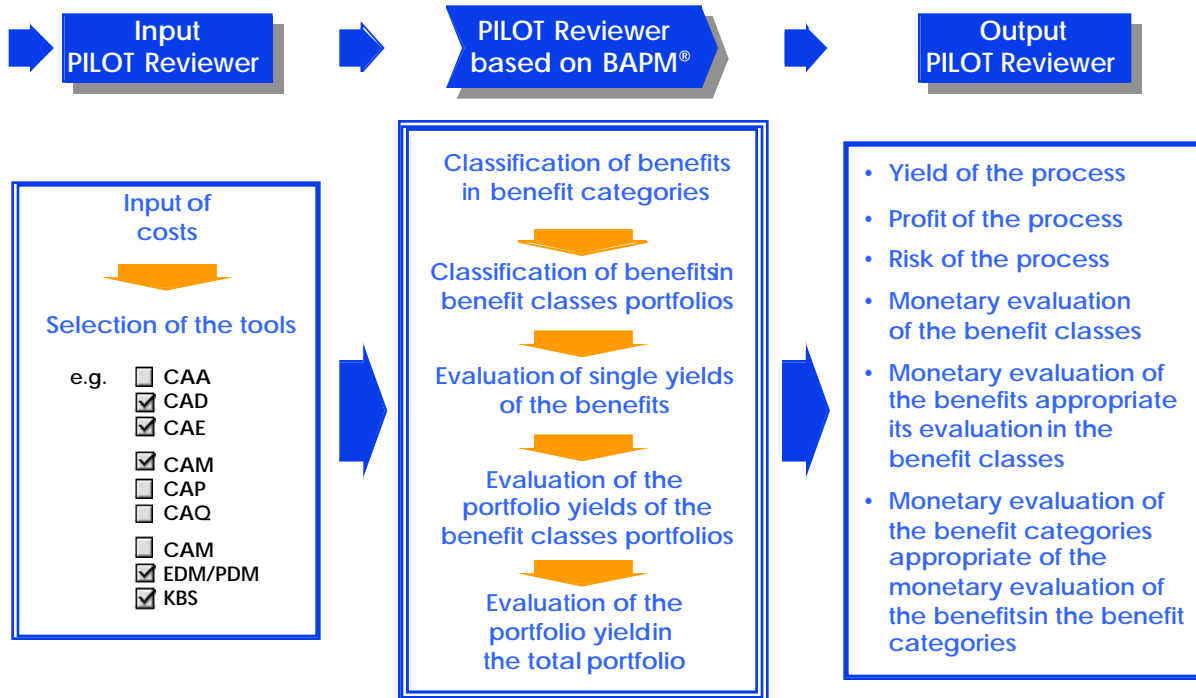 Input
PILOT Reviewer
PILOT Reviewer
based on BAPM®
Output
PILOT Reviewer
Input of
costs
Selection of the tools
e.g.
CAA
CAD
CAE
CAM
CAP
CAQ
CAM
EDM/PDM
KBS
Classification of benefits
in benefit categories
Classification of benefitsin
benefit classes portfolios
Evaluation of single yields
of the benefits
Evaluation of the
portfolio yields of the
benefit classes portfolios
Evaluation of the
portfolio yieldin
the total portfolio
• Yield of the process
• Profit of the process
• Risk of the process
• Monetary evaluation
of the benefit classes
• Monetary evaluation of
the benefits appropriate
its evaluation in the
benefit classes
• Monetary evaluation of
the benefit categories
appropriate of the
monetary evaluation of
the benefitsin the benefit
categories